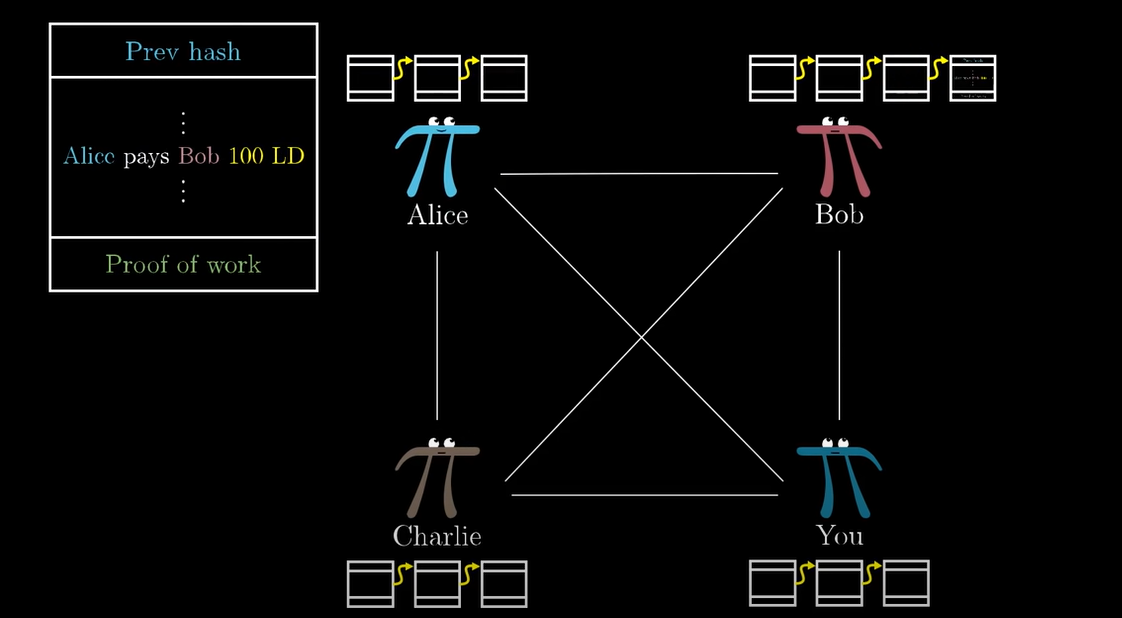 Prev hash
Alice pays Bob 100 LD
Proof of work
Alice
Bob
Charlie
You